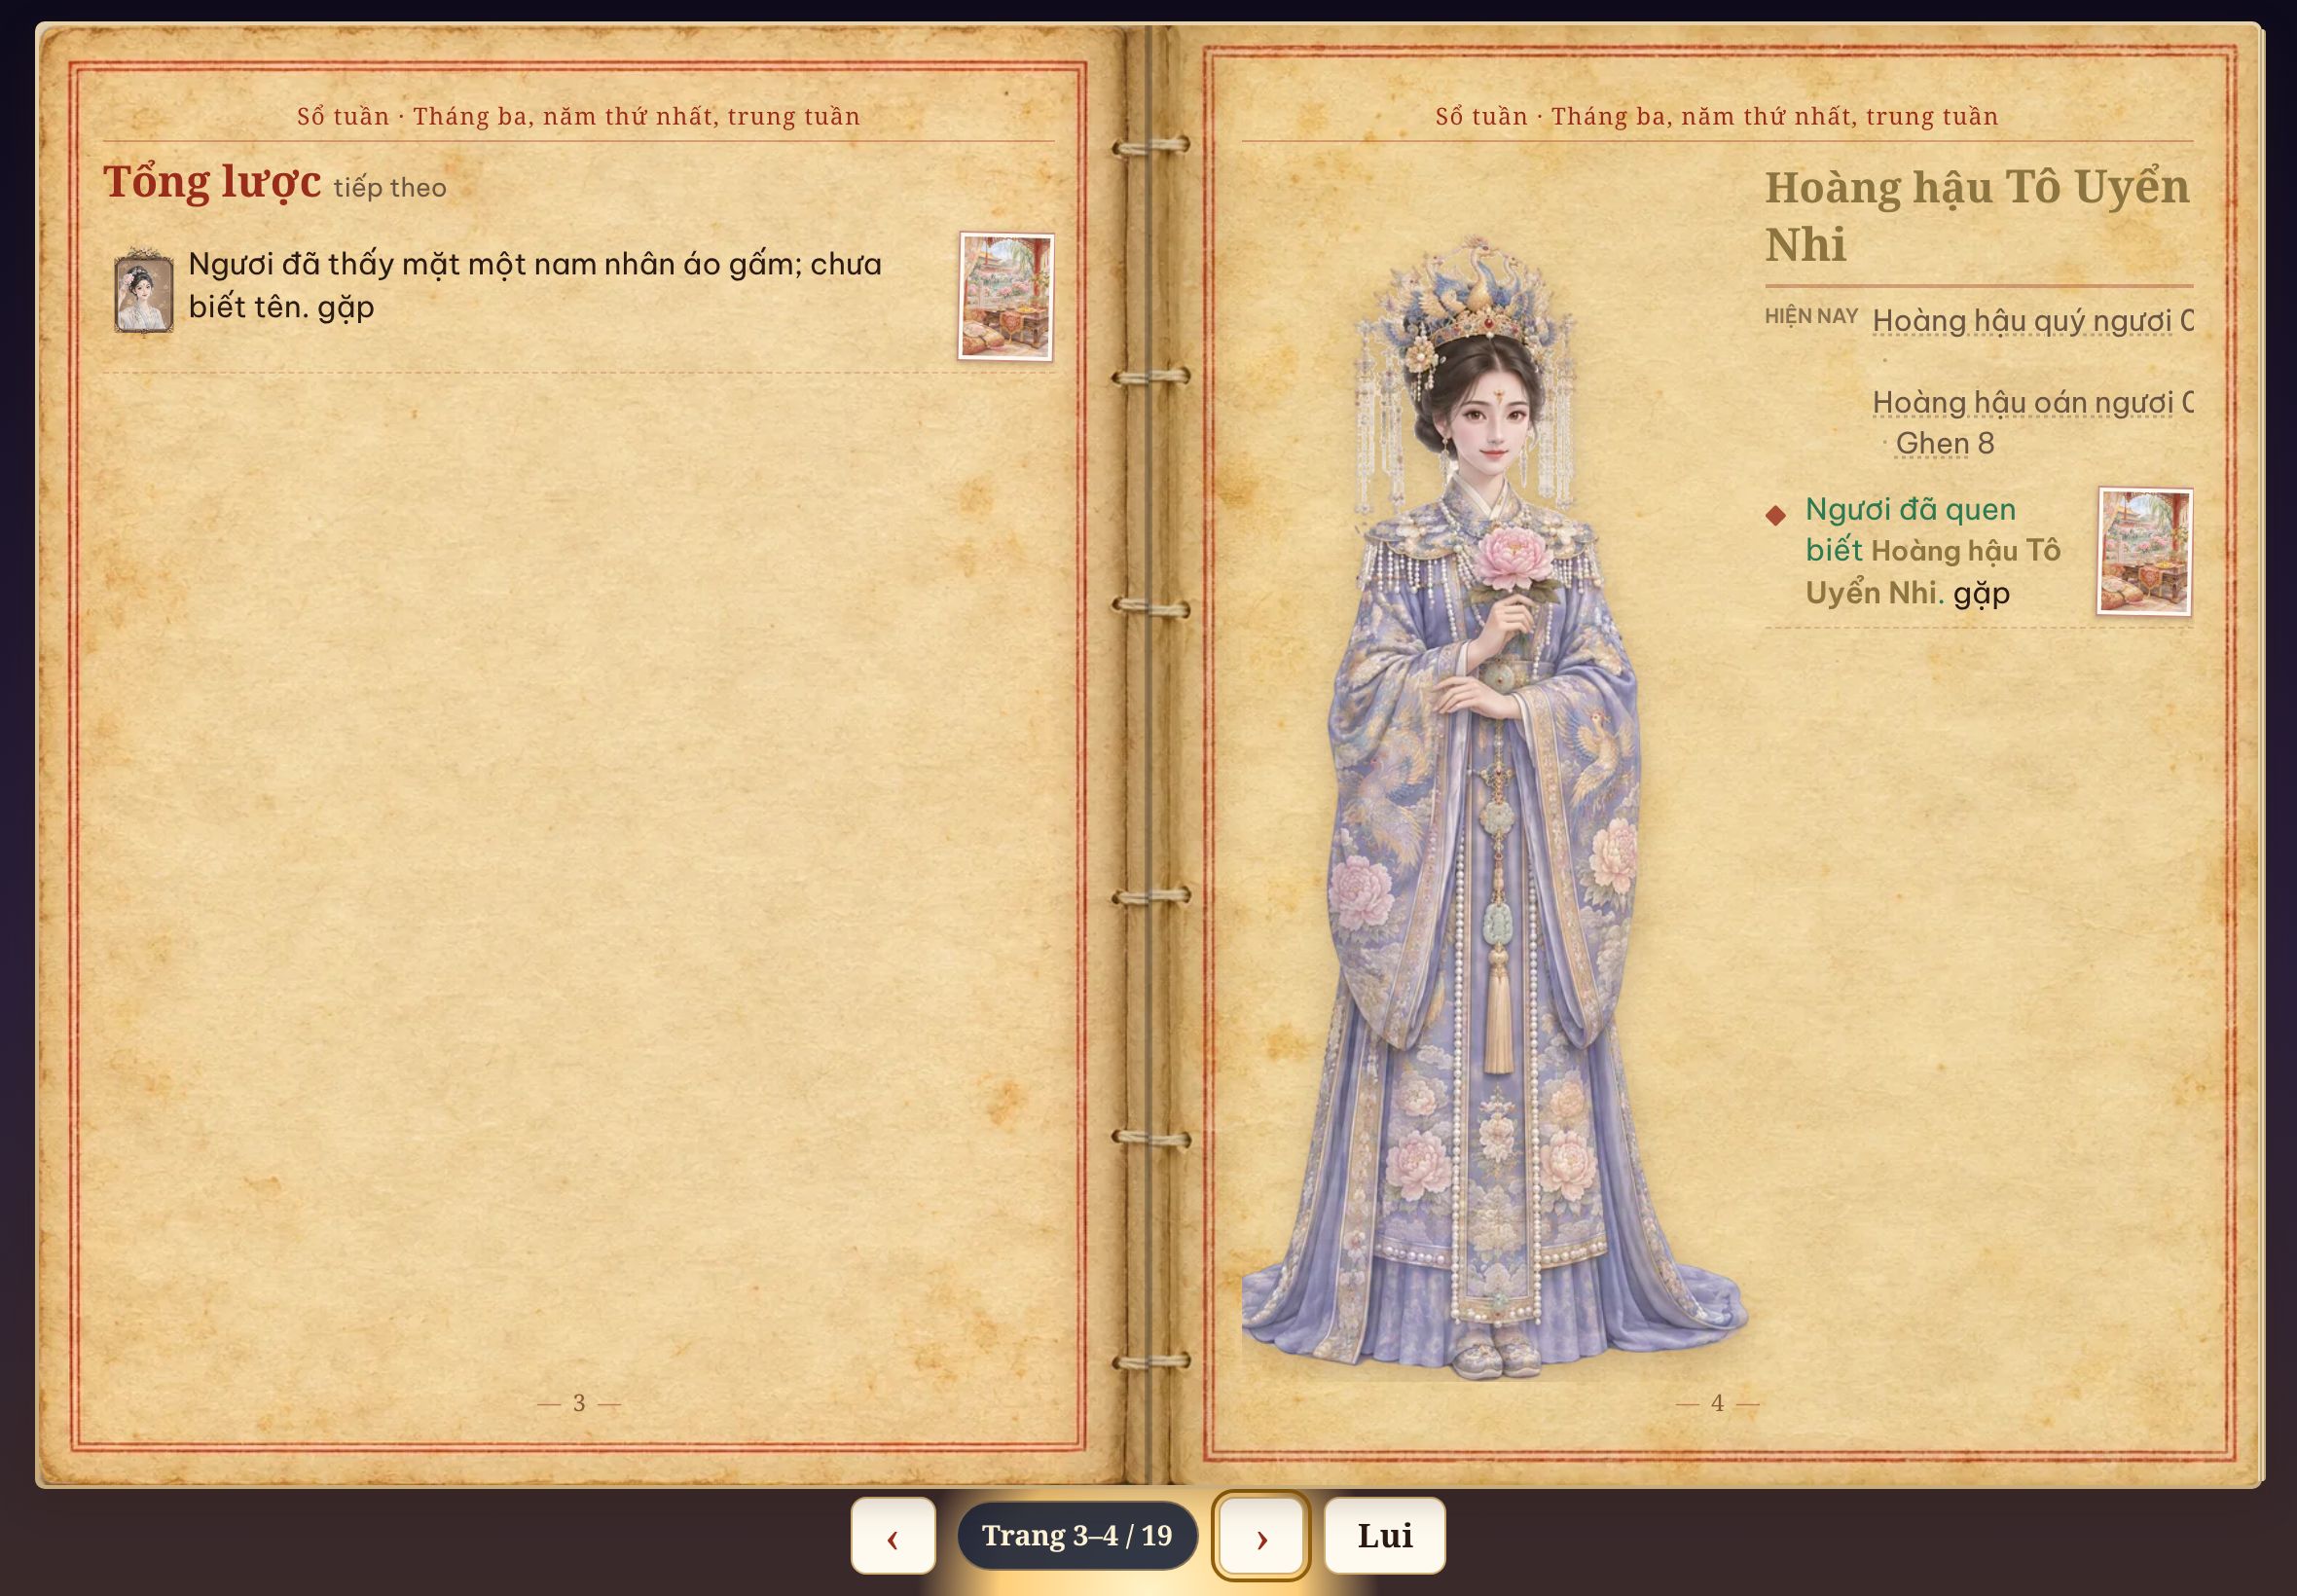 Sổ tuần · Tháng ba, năm thứ nhất, trung tuần
Tổng lược tiếp theo
Ngươi đã thấy mặt một nam nhân áo gấm; chưa
biết tên. gặp
— 3 —
Sổ tuần · Tháng ba, năm thứ nhất, trung tuần
Hoàng hậu Tô Uyển
Nhi
HIỆN NAY Hoàng hậu quý ngươi
·
Hoàng hậu oán ngươi
· Ghen 8
Ngươi đã quen
biết Hoàng hậu Tô
Uyển Nhi. gặp
— 4 —
‹ Trang 3–4 / 19 › Lui